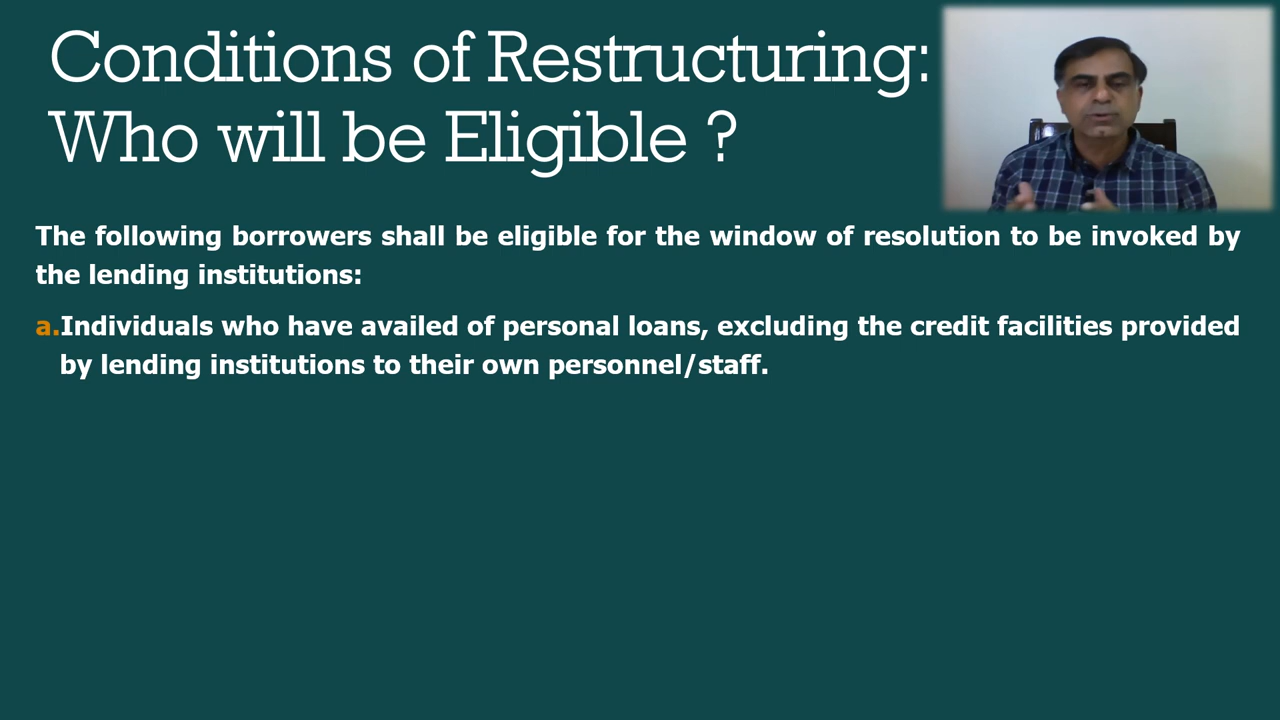 Conditions of Restructuring:
Who will be Eligible ?
The following borrowers shall be eligible for the window of resolution to be invoked by
the lending institutions:
a.Individuals who have availed of personal loans, excluding the credit facilities provided
by lending institutions to their own personnel/staff.